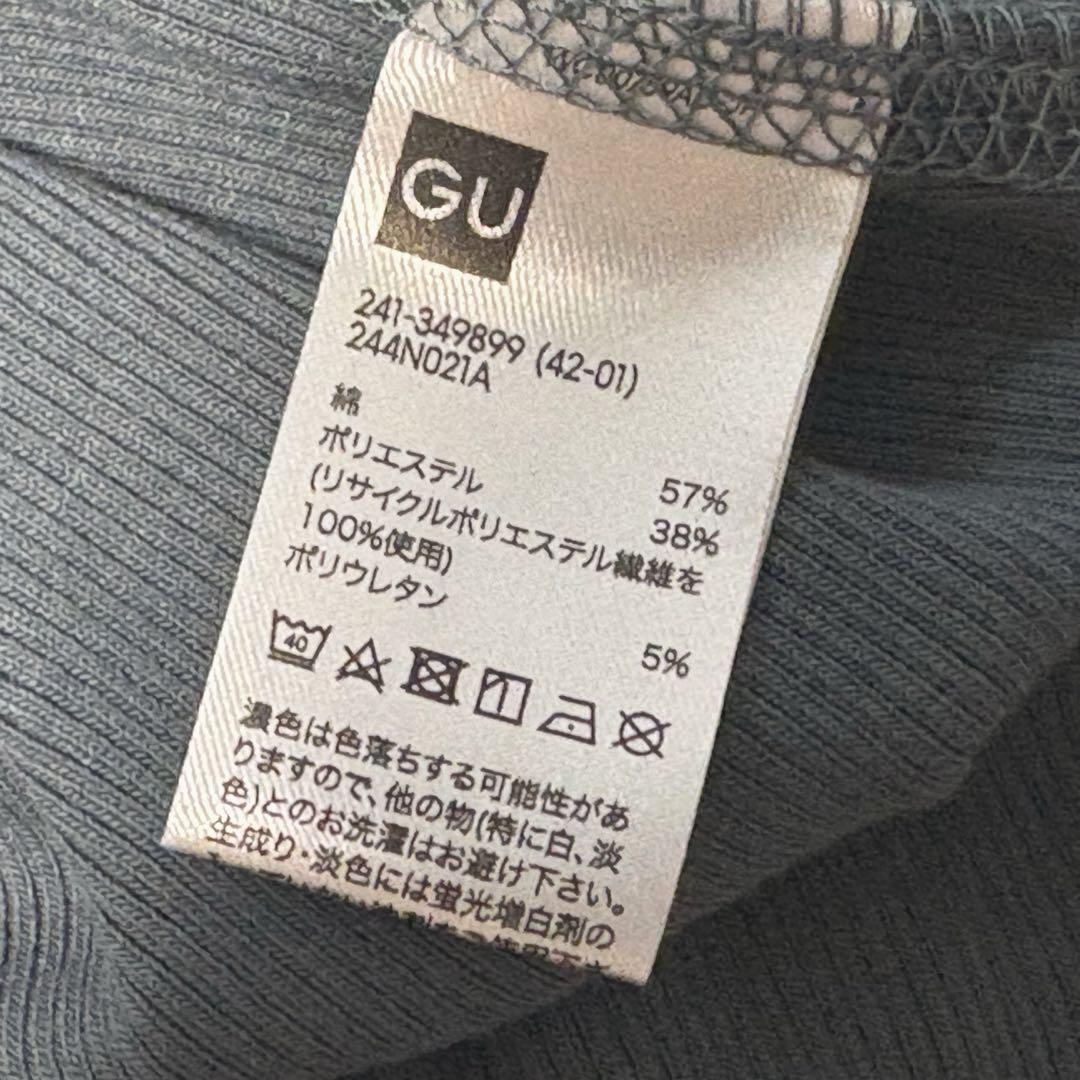 GU
241-349899 (42-01)
244N021A
綿 57%
ポリエステル 38%
(リサイクルポリエステル繊維を
100%使用)
ポリウレタン 5%
40
濃色は色落ちする可能性があ
りますので、他の物(特に白、淡
色)とのお洗濯はお避け下さい。
生成り・淡色には蛍光増白剤の